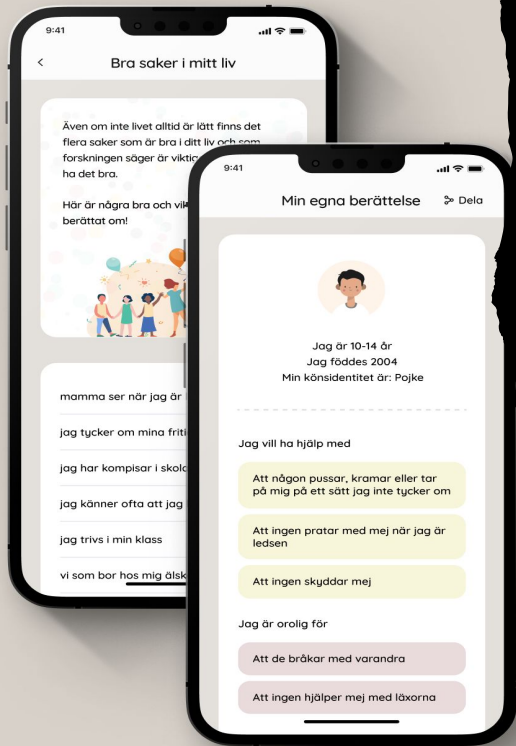 9:41
Bra saker i mitt liv
Även om inte livet alltid är lätt finns det
flera saker som är bra i ditt liv och som
forskningen säger är viktig
ha det bra.
Här är några bra och
berättat om!
mamma ser när jag är
jag tycker om mina friti
jag har kompisar i skol
jag känner ofta att jag
jag trivs i min klass
vi som bor hos mig älsk
9:41
Min egna berättelse
Dela
Jag är 10-14 år
Jag föddes 2004
Min könsidentitet är: Pojke
Jag vill ha hjälp med
Att någon pussar, kramar eller tar
på mig på ett sätt jag inte tycker om
Att ingen pratar med mej när jag är
ledsen
Att ingen skyddar mej
Jag är orolig för
Att de bråkar med varandra
Att ingen hjälper mej med läxorna